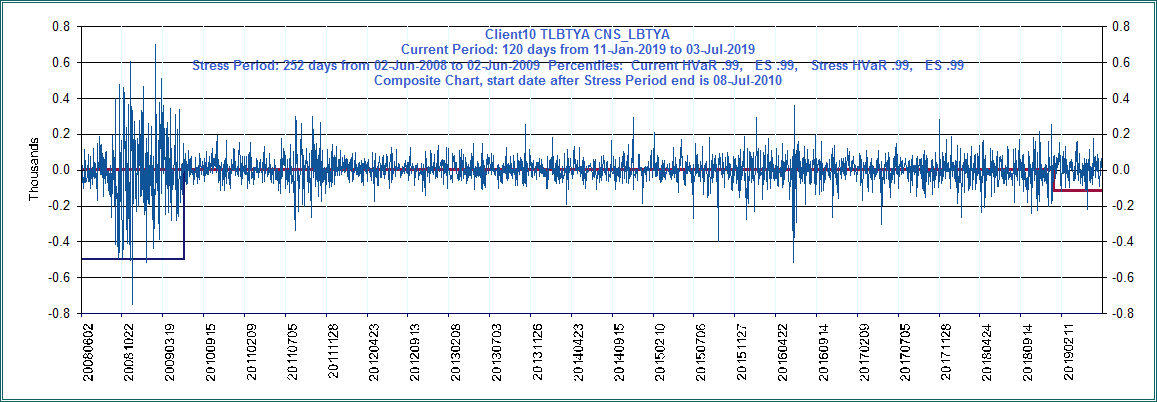 Client10 TLBTYA CNS_LBTYA
Current Period: 120 days from 11-Jan-2019 to 03-Jul-2019
Stress Period: 252 days from 02-Jun-2008 to 02-Jun-2009 Percentiles: Current HVaR .99, ES .99, Stress HVaR .99, ES .99
Composite Chart, start date after Stress Period end is 08-Jul-2010
Thousands
0.8 0.8
0.6 0.6
0.4 0.4
0.2 0.2
0.0 0.0
-0.2 -0.2
-0.4 -0.4
-0.6 -0.6
-0.8 -0.8
20080602 20081022 20090319 20100915 20110209 20110705 20111128 20120423 20120913 20130208 20130703 20131126 20140423 20140915 20150210 20150706 20151127 20160422 20160914 20170209 20170705 20171128 20180424 20180914 20190211